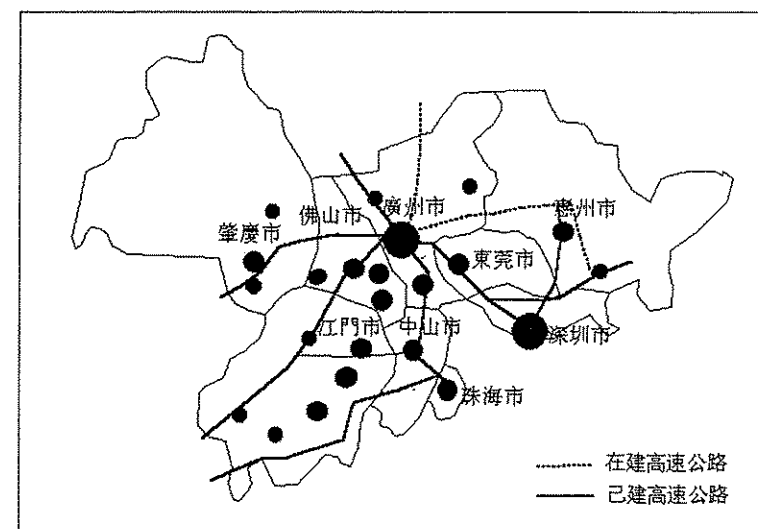 廣州市
佛山市
惠州市
肇慶市
東莞市
江門市
中山市
深圳市
珠海市
在建高速公路
已建高速公路